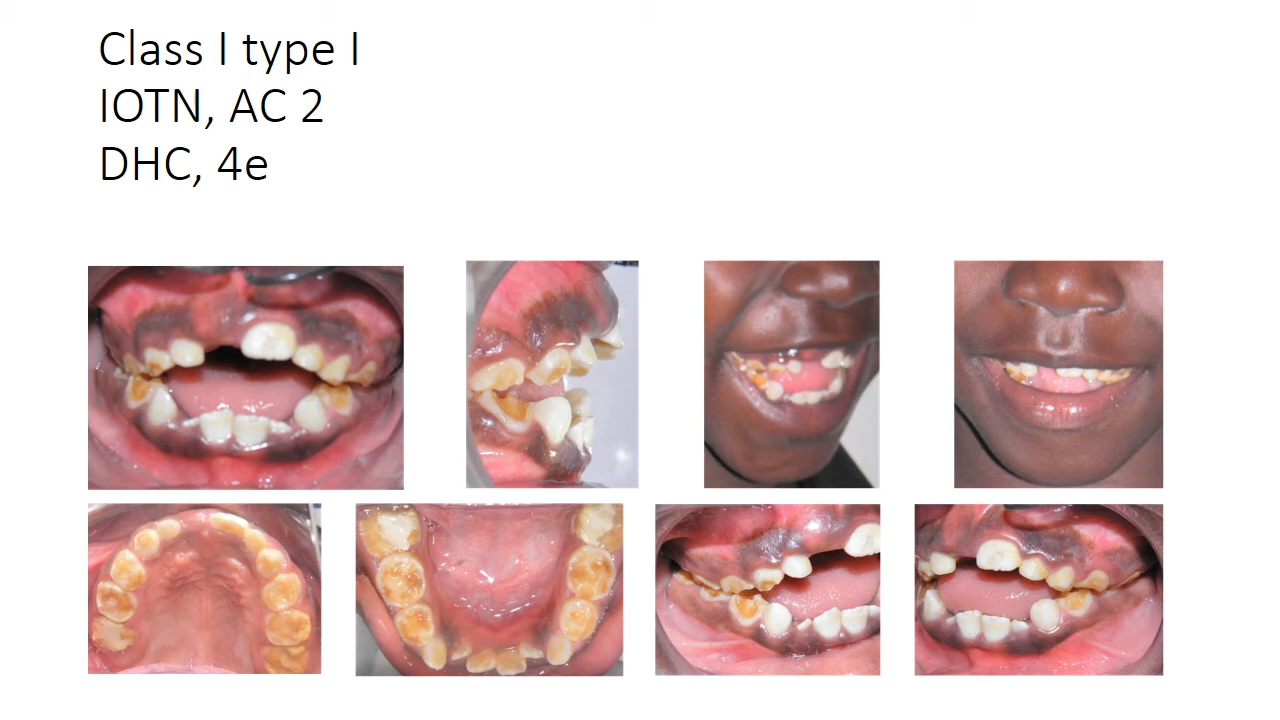 Class I type I
IOTN, AC 2
DHC, 4e